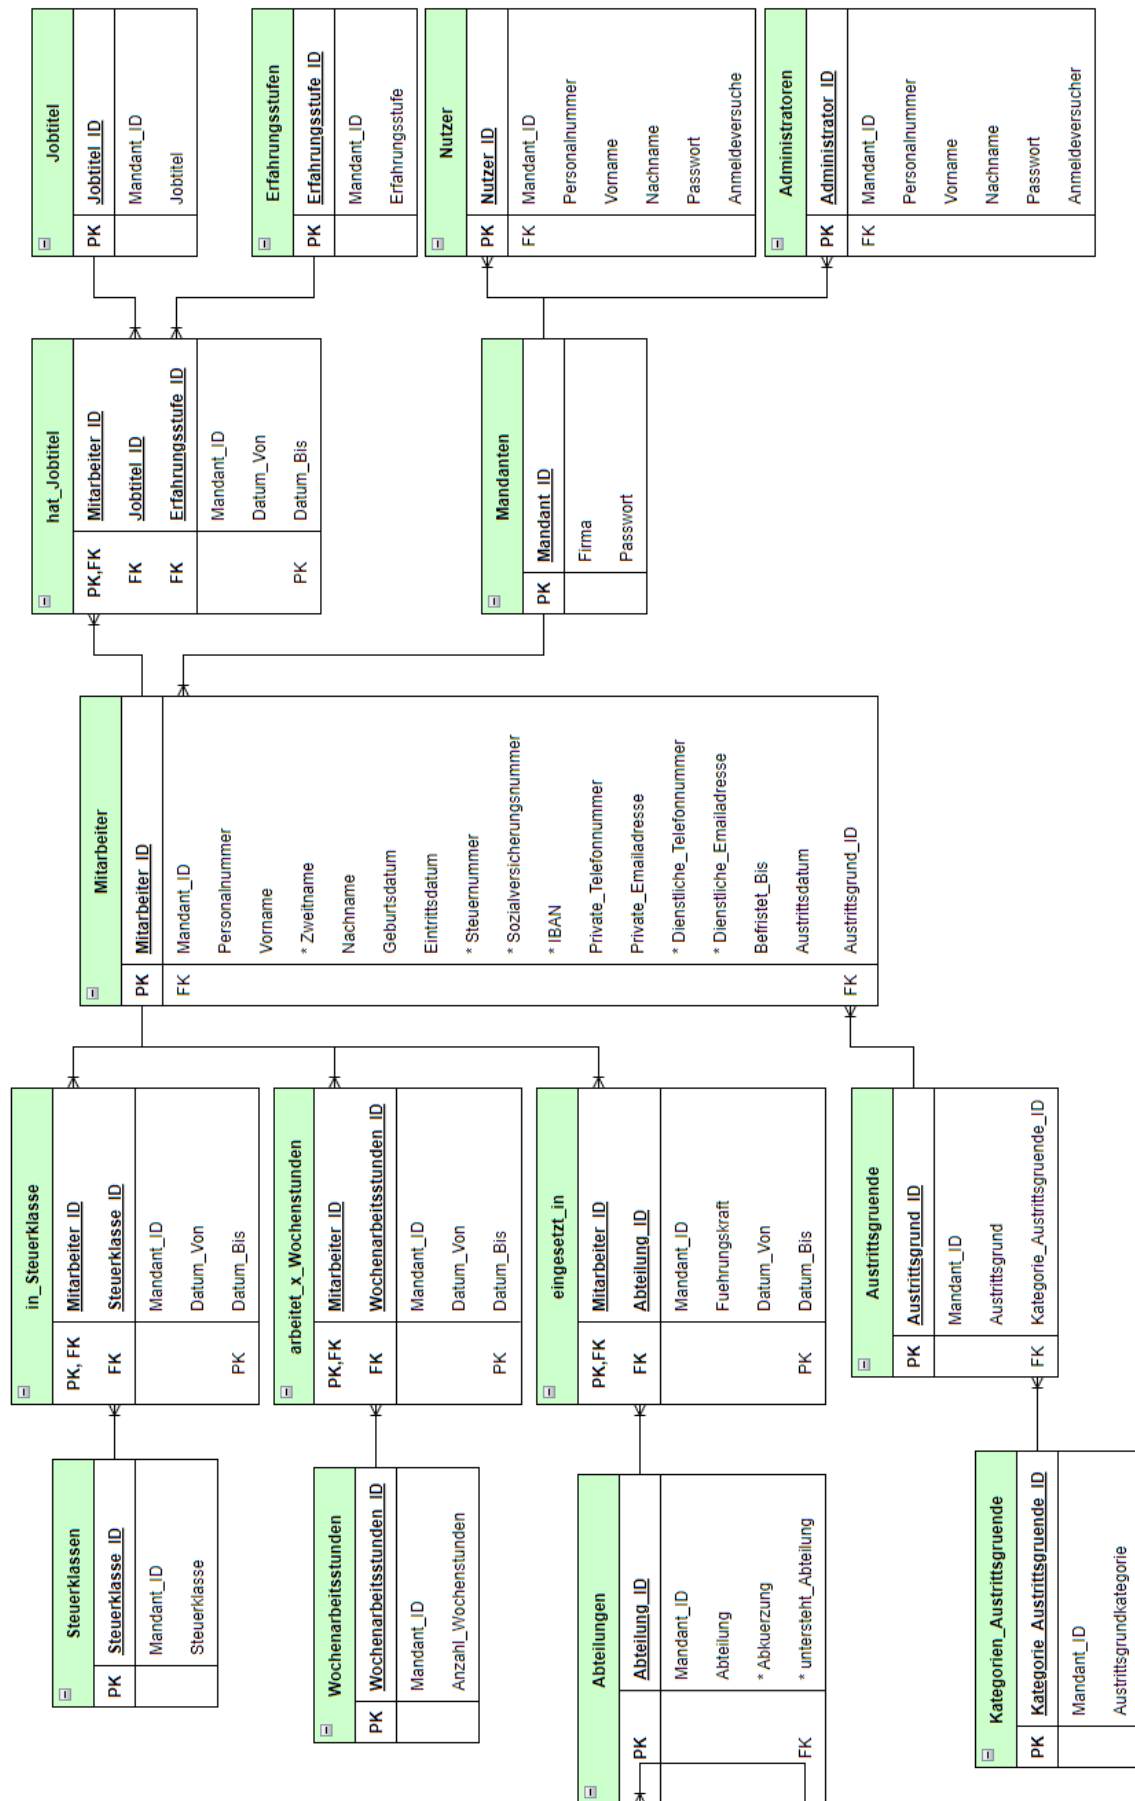 Steuerklassen
PK Steuerklasse_ID
Mandant_ID
Steuerklasse
Wochenarbeitsstunden
PK Wochenarbeitsstunden_ID
Mandant_ID
Anzahl_Wochenstunden
Abteilungen
PK Abteilung_ID
Mandant_ID
Abteilung
* Abkuerzung
FK * untersteht_Abteilung
Kategorien_Austrittsgruende
PK Kategorie_Austrittsgruende_ID
Mandant_ID
Austrittsgrundkategorie
in_Steuerklasse
PK, FK Mitarbeiter_ID
FK Steuerklasse_ID
Mandant_ID
Datum_Von
PK Datum_Bis
arbeitet_x_Wochenstunden
PK,FK Mitarbeiter_ID
FK Wochenarbeitsstunden_ID
Mandant_ID
Datum_Von
PK Datum_Bis
eingesetzt_in
PK,FK Mitarbeiter_ID
FK Abteilung_ID
Mandant_ID
Fuehrungskraft
Datum_Von
PK Datum_Bis
Austrittsgruende
PK Austrittsgrund_ID
Mandant_ID
Austrittsgrund
FK Kategorie_Austrittsgruende_ID
Mitarbeiter
PK Mitarbeiter_ID
FK Mandant_ID
Personalnummer
Vorname
* Zweitname
Nachname
Geburtsdatum
Eintrittsdatum
* Steuernummer
* Sozialversicherungsnummer
* IBAN
Private_Telefonnummer
Private_Emailadresse
* Dienstliche_Telefonnummer
* Dienstliche_Emailadresse
Befristet_Bis
Austrittsdatum
FK Austrittsgrund_ID
hat_Jobtitel
PK,FK Mitarbeiter_ID
FK Jobtitel_ID
FK Erfahrungsstufe_ID
Mandant_ID
Datum_Von
PK Datum_Bis
Mandanten
PK Mandant_ID
Firma
Passwort
Jobtitel
PK Jobtitel_ID
Mandant_ID
Jobtitel
Erfahrungsstufen
PK Erfahrungsstufe_ID
Mandant_ID
Erfahrungsstufe
Nutzer
PK Nutzer_ID
FK Mandant_ID
Personalnummer
Vorname
Nachname
Passwort
Anmeldeversuche
Administratoren
PK Administrator_ID
FK Mandant_ID
Personalnummer
Vorname
Nachname
Passwort
Anmeldeversucher